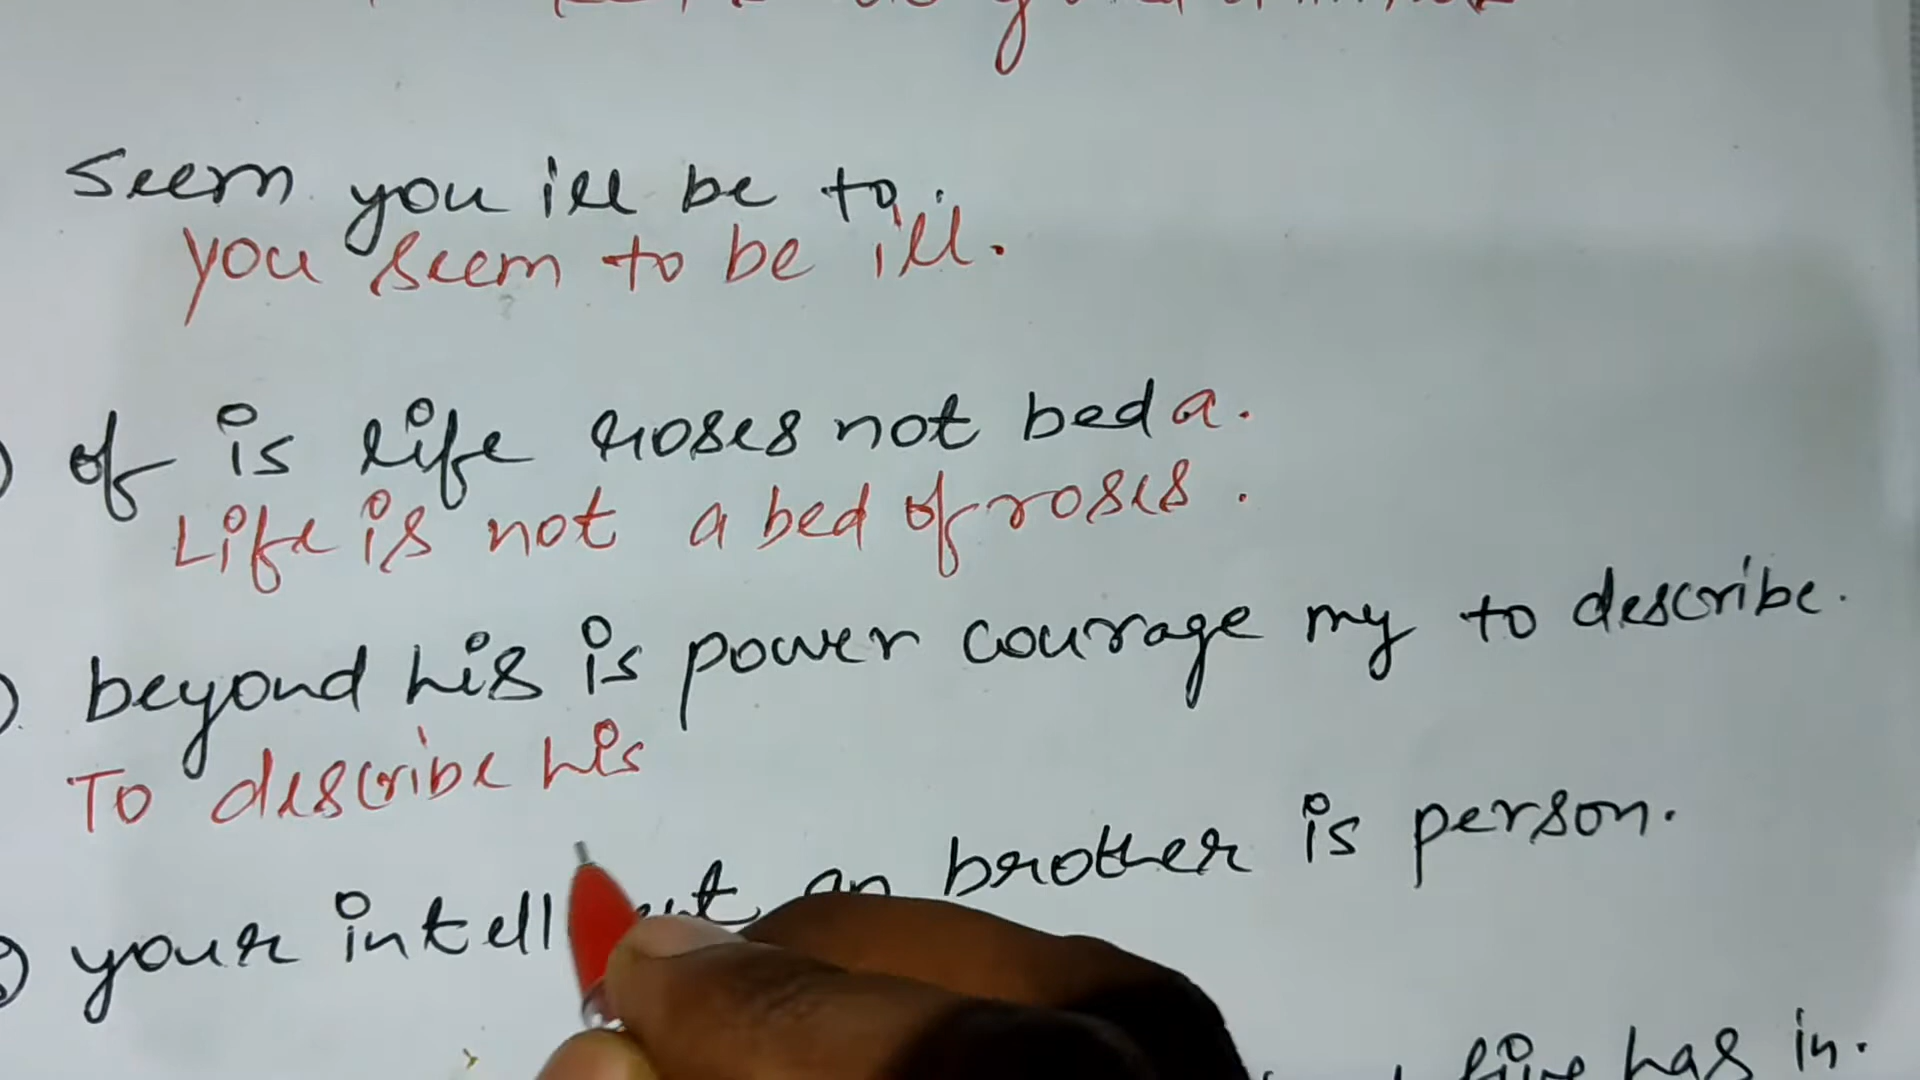 Seem you ill be to.
you seem to be ill.
of is life roses not bed a.
Life is not a bed of roses.
beyond his is power courage my to describe.
To describe his
your an brother is person.
live has in.